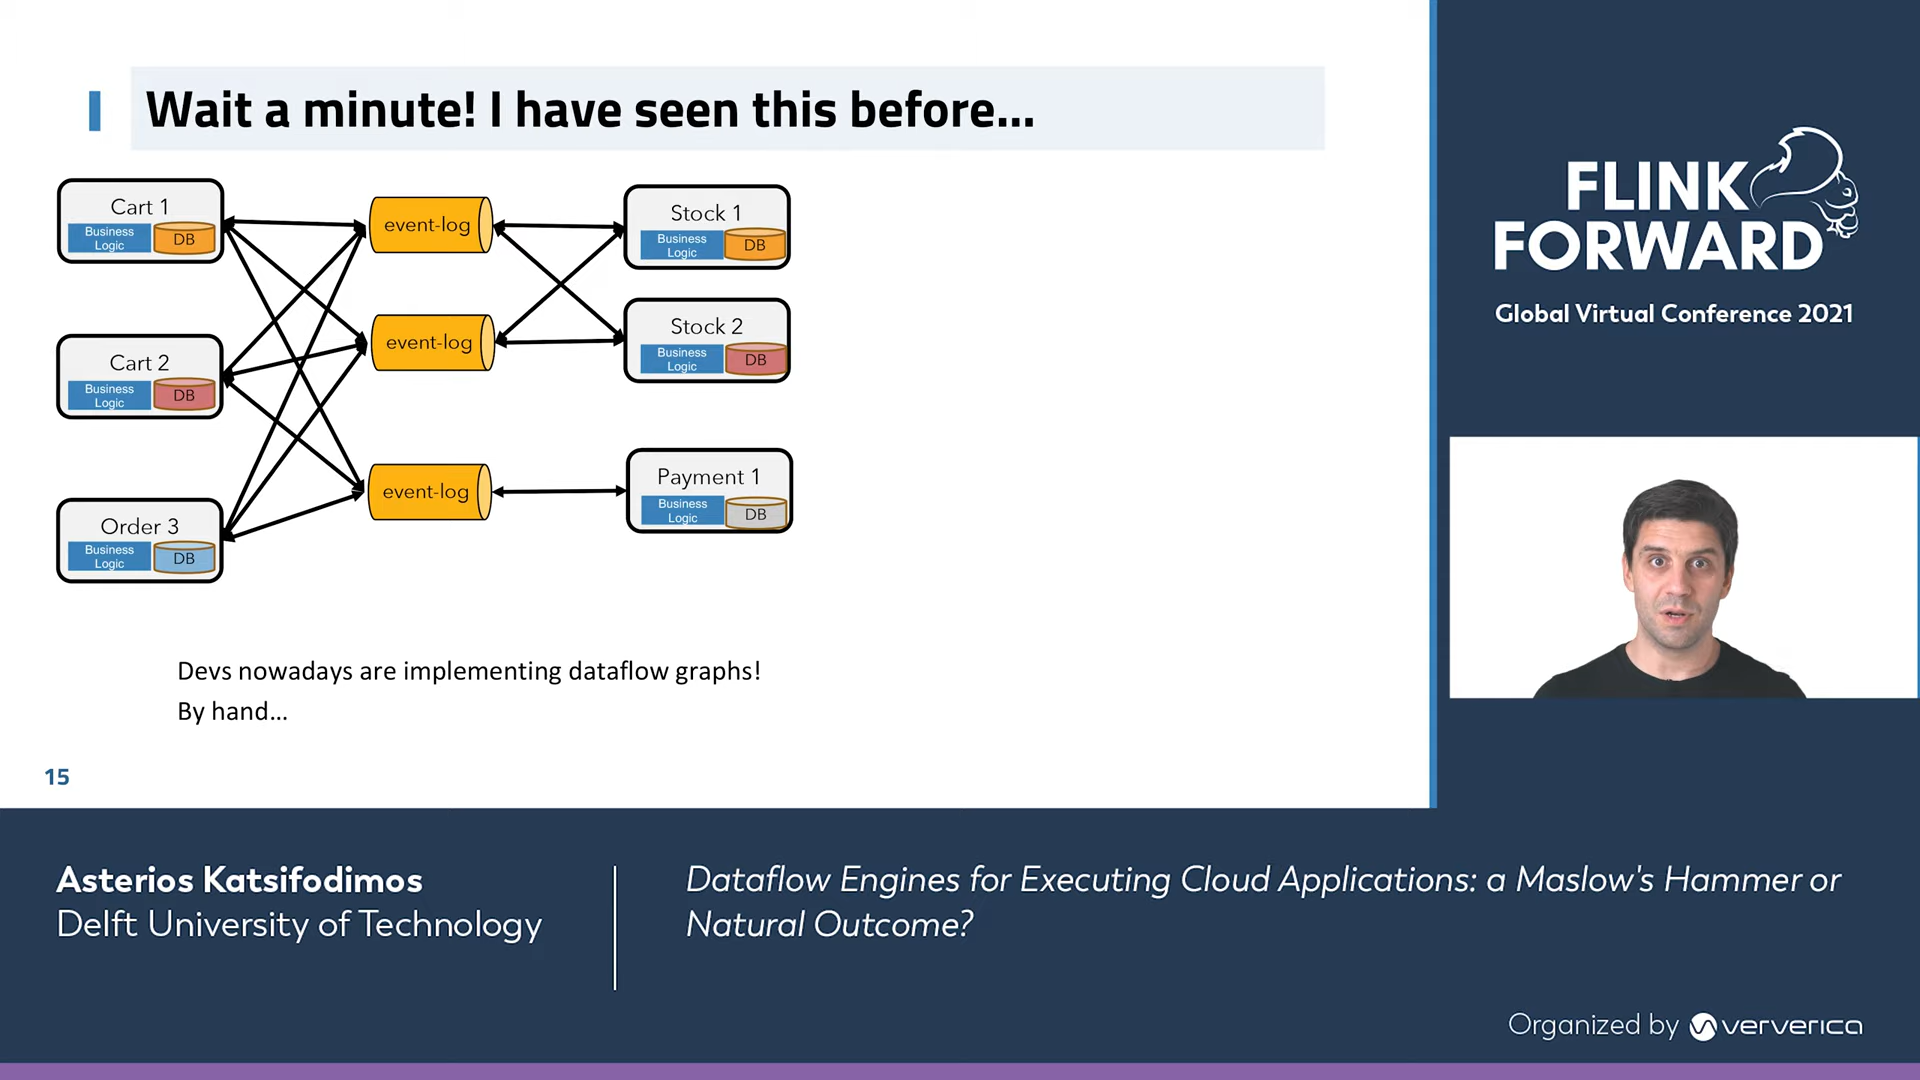 Wait a minute! I have seen this before...
Cart 1
Business
Logic
DB
Cart 2
Business
Logic
DB
Order 3
Business
Logic
DB
event-log
event-log
event-log
Stock 1
Business
Logic
DB
Stock 2
Business
Logic
DB
Payment 1
Business
Logic
DB
Devs nowadays are implementing dataflow graphs!
By hand...
15
FLINK
FORWARD
Global Virtual Conference 2021
Asterios Katsifodimos
Delft University of Technology
Dataflow Engines for Executing Cloud Applications: a Maslow's Hammer or
Natural Outcome?
Organized by ververica